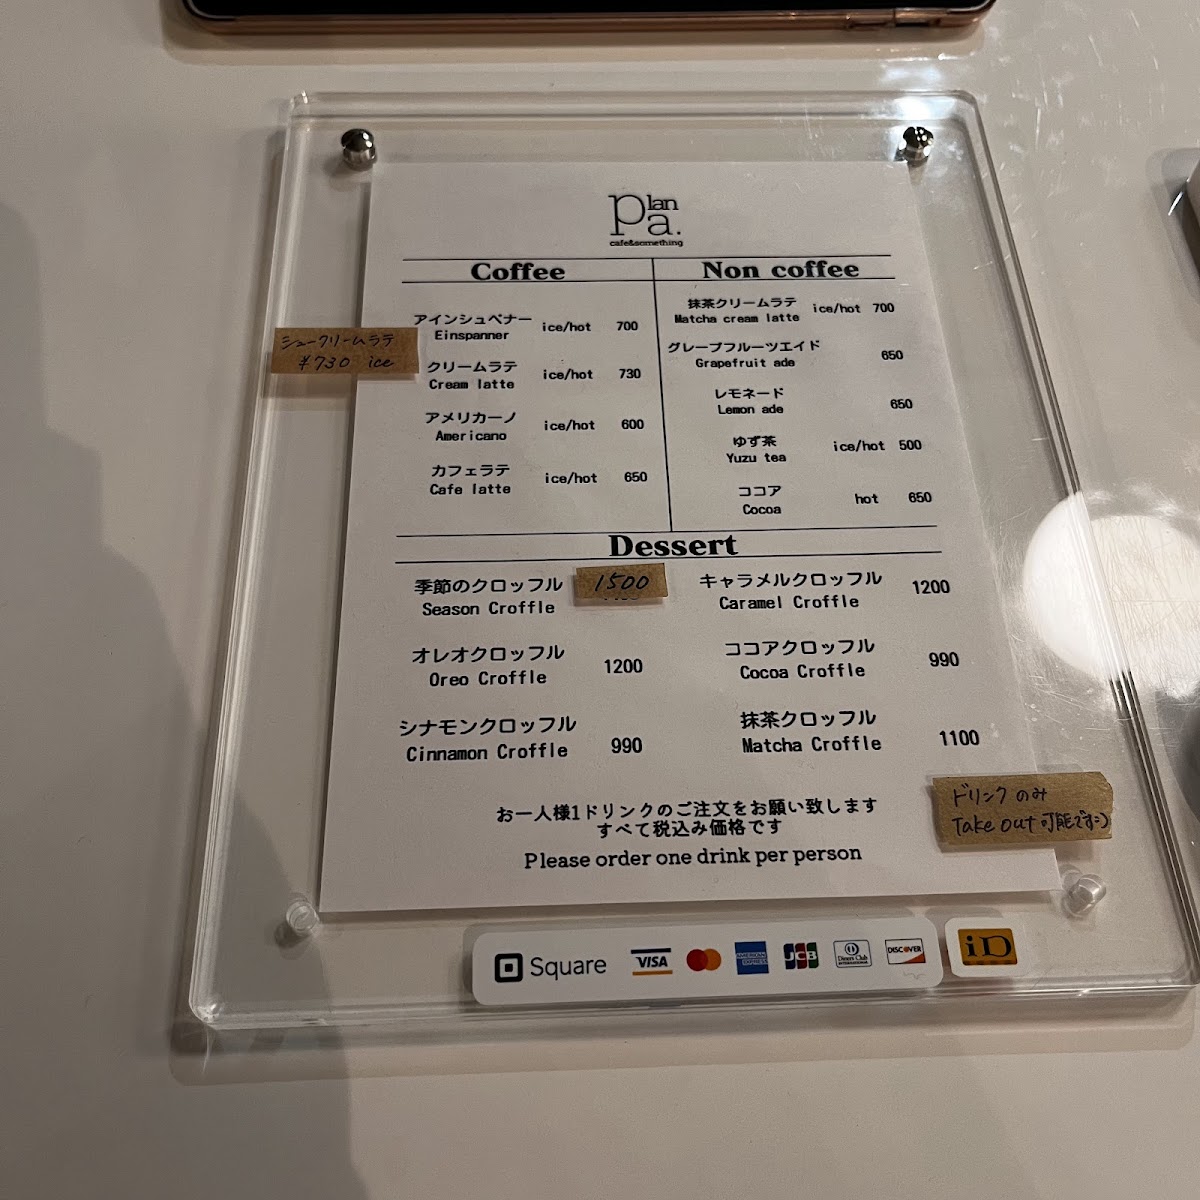 Plan
a.
cafe&something
Coffee
アインシュペナー
Einspanner
ice/hot 700
シュークリームラテ
¥730 ice
クリームラテ
Cream latte
ice/hot 730
アメリカーノ
Americano
ice/hot 600
カフェラテ
Cafe latte
ice/hot 650
Non coffee
抹茶クリームラテ
Matcha cream latte
ice/hot 700
グレープフルーツエイド
Grapefruit ade
650
レモネード
Lemon ade
650
ゆず茶
Yuzu tea
ice/hot 500
ココア
Cocoa
hot 650
Dessert
季節のクロッフル
Season Croffle
1500
キャラメルクロッフル
Caramel Croffle
1200
オレオクロッフル
Oreo Croffle
1200
ココアクロッフル
Cocoa Croffle
990
シナモンクロッフル
Cinnamon Croffle
990
抹茶クロッフル
Matcha Croffle
1100
お一人様1ドリンクのご注文をお願い致します
すべて税込み価格です
Please order one drink per person
ドリンクのみ
Take out 可能です:)
Square
VISA
AMERICAN EXPRESS
JCB
Diners Club
INTERNATIONAL
DISCOVER
iD